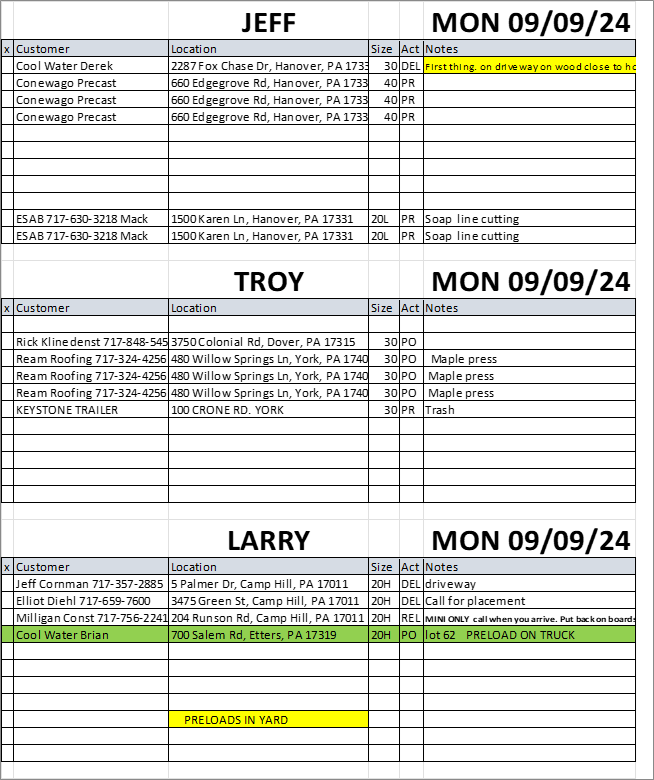 JEFF MON 09/09/24
x Customer Location Size Act Notes
Cool Water Derek 2287 Fox Chase Dr, Hanover, PA 1733 30 DEL First thing. on driveway on wood close to ho
Conewago Precast 660 Edgegrove Rd, Hanover, PA 1733 40 PR
Conewago Precast 660 Edgegrove Rd, Hanover, PA 1733 40 PR
Conewago Precast 660 Edgegrove Rd, Hanover, PA 1733 40 PR
ESAB 717-630-3218 Mack 1500 Karen Ln, Hanover, PA 17331 20L PR Soap line cutting
ESAB 717-630-3218 Mack 1500 Karen Ln, Hanover, PA 17331 20L PR Soap line cutting
TROY MON 09/09/24
x Customer Location Size Act Notes
Rick Klinedenst 717-848-545 3750 Colonial Rd, Dover, PA 17315 30 PO
Ream Roofing 717-324-4256 480 Willow Springs Ln, York, PA 1740 30 PO Maple press
Ream Roofing 717-324-4256 480 Willow Springs Ln, York, PA 1740 30 PO Maple press
Ream Roofing 717-324-4256 480 Willow Springs Ln, York, PA 1740 30 PO Maple press
KEYSTONE TRAILER 100 CRONE RD. YORK 30 PR Trash
LARRY MON 09/09/24
x Customer Location Size Act Notes
Jeff Cornman 717-357-2885 5 Palmer Dr, Camp Hill, PA 17011 20H DEL driveway
Elliot Diehl 717-659-7600 3475 Green St, Camp Hill, PA 17011 20H DEL Call for placement
Milligan Const 717-756-2241 204 Runson Rd, Camp Hill, PA 17011 20H REL MINI ONLY call when you arrive. Put back on boards
Cool Water Brian 700 Salem Rd, Etters, PA 17319 20H PO lot 62 PRELOAD ON TRUCK
PRELOADS IN YARD